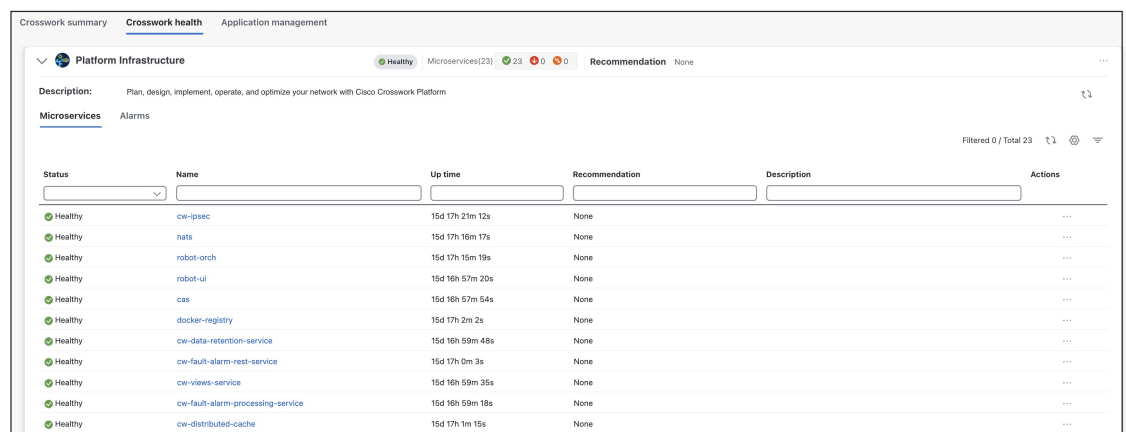 Crosswork summary Crosswork health Application management
Platform Infrastructure Healthy Microservices(23) 23 0 0 Recommendation None ...
Description: Plan, design, implement, operate, and optimize your network with Cisco Crosswork Platform
Microservices Alarms
Filtered 0 / Total 23
Status Name Up time Recommendation Description Actions
Healthy cw-ipsec 15d 17h 21m 12s None ...
Healthy nats 15d 17h 16m 17s None ...
Healthy robot-orch 15d 17h 15m 19s None ...
Healthy robot-ui 15d 16h 57m 20s None ...
Healthy cas 15d 16h 57m 54s None ...
Healthy docker-registry 15d 17h 2m 2s None ...
Healthy cw-data-retention-service 15d 16h 59m 48s None ...
Healthy cw-fault-alarm-rest-service 15d 17h 0m 3s None ...
Healthy cw-views-service 15d 16h 59m 35s None ...
Healthy cw-fault-alarm-processing-service 15d 16h 59m 18s None ...
Healthy cw-distributed-cache 15d 17h 1m 15s None ...